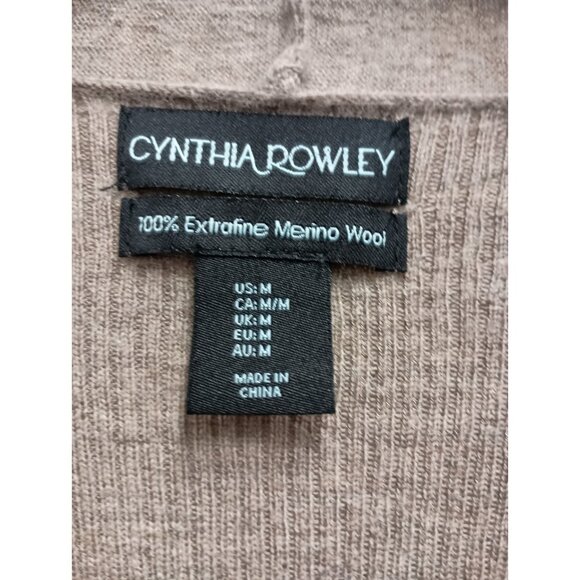 CYNTHIA ROWLEY
100% Extrafine Merino Wool
US: M
CA: M/M
UK: M
EU: M
AU: M
MADE IN
CHINA